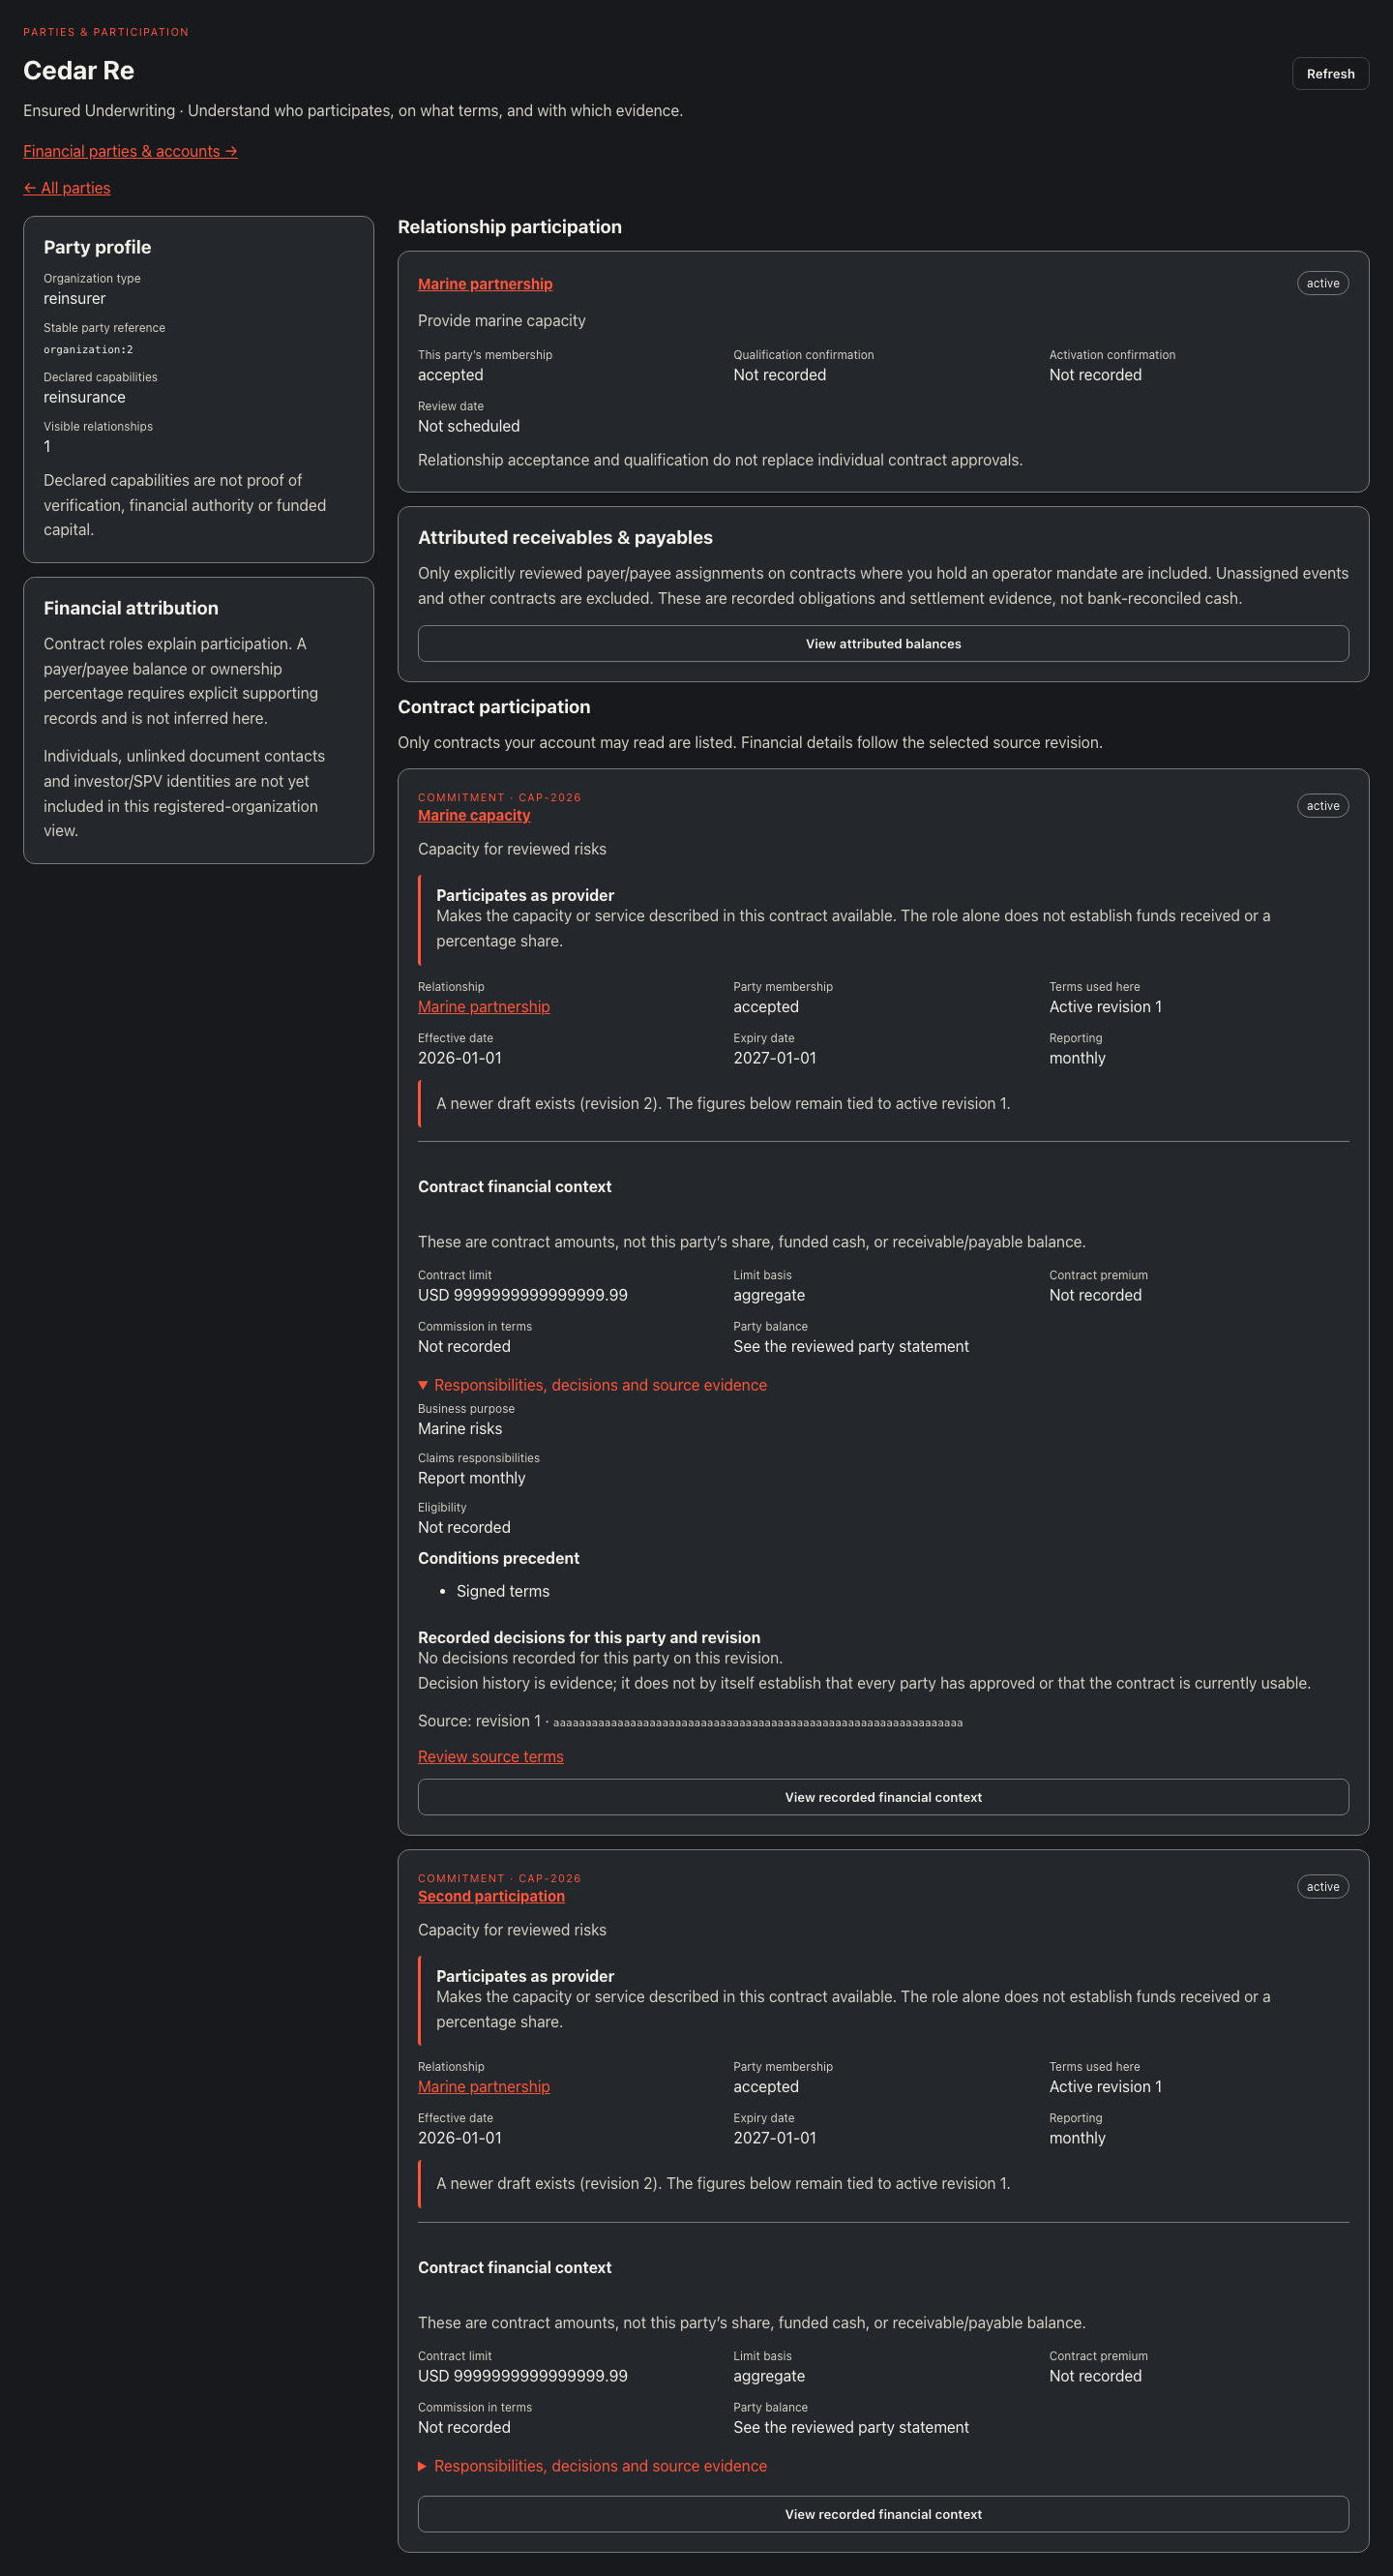 PARTIES & PARTICIPATION
Cedar Re
Refresh
Ensured Underwriting · Understand who participates, on what terms, and with which evidence.
Financial parties & accounts →
← All parties
Party profile
Organization type
reinsurer
Stable party reference
organization:2
Declared capabilities
reinsurance
Visible relationships
1
Declared capabilities are not proof of
verification, financial authority or funded
capital.
Financial attribution
Contract roles explain participation. A
payer/payee balance or ownership
percentage requires explicit supporting
records and is not inferred here.
Individuals, unlinked document contacts
and investor/SPV identities are not yet
included in this registered-organization
view.
Relationship participation
Marine partnership
active
Provide marine capacity
This party’s membership
accepted
Qualification confirmation
Not recorded
Activation confirmation
Not recorded
Review date
Not scheduled
Relationship acceptance and qualification do not replace individual contract approvals.
Attributed receivables & payables
Only explicitly reviewed payer/payee assignments on contracts where you hold an operator mandate are included. Unassigned events
and other contracts are excluded. These are recorded obligations and settlement evidence, not bank-reconciled cash.
View attributed balances
Contract participation
Only contracts your account may read are listed. Financial details follow the selected source revision.
COMMITMENT · CAP-2026
Marine capacity
active
Capacity for reviewed risks
Participates as provider
Makes the capacity or service described in this contract available. The role alone does not establish funds received or a
percentage share.
Relationship
Marine partnership
Party membership
accepted
Terms used here
Active revision 1
Effective date
2026-01-01
Expiry date
2027-01-01
Reporting
monthly
A newer draft exists (revision 2). The figures below remain tied to active revision 1.
Contract financial context
These are contract amounts, not this party’s share, funded cash, or receivable/payable balance.
Contract limit
USD 9999999999999999.99
Limit basis
aggregate
Contract premium
Not recorded
Commission in terms
Not recorded
Party balance
See the reviewed party statement
▼ Responsibilities, decisions and source evidence
Business purpose
Marine risks
Claims responsibilities
Report monthly
Eligibility
Not recorded
Conditions precedent
• Signed terms
Recorded decisions for this party and revision
No decisions recorded for this party on this revision.
Decision history is evidence; it does not by itself establish that every party has approved or that the contract is currently usable.
Source: revision 1 · aaaaaaaaaaaaaaaaaaaaaaaaaaaaaaaaaaaaaaaaaaaaaaaaaaaaaaaaaaaaaaaa
Review source terms
View recorded financial context
COMMITMENT · CAP-2026
Second participation
active
Capacity for reviewed risks
Participates as provider
Makes the capacity or service described in this contract available. The role alone does not establish funds received or a
percentage share.
Relationship
Marine partnership
Party membership
accepted
Terms used here
Active revision 1
Effective date
2026-01-01
Expiry date
2027-01-01
Reporting
monthly
A newer draft exists (revision 2). The figures below remain tied to active revision 1.
Contract financial context
These are contract amounts, not this party’s share, funded cash, or receivable/payable balance.
Contract limit
USD 9999999999999999.99
Limit basis
aggregate
Contract premium
Not recorded
Commission in terms
Not recorded
Party balance
See the reviewed party statement
▶ Responsibilities, decisions and source evidence
View recorded financial context